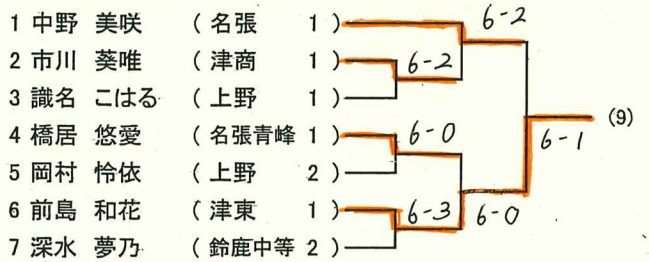 1 中野 美咲 (名張 1) 6-2
2 市川 葵唯 (津商 1) 6-2
3 識名 こはる (上野 1)
(9)
6-1
4 橋居 悠愛 (名張青峰 1) 6-0
5 岡村 怜依 (上野 2)
6 前島 和花 (津東 1) 6-3 6-0
7 深水 夢乃 (鈴鹿中等 2)